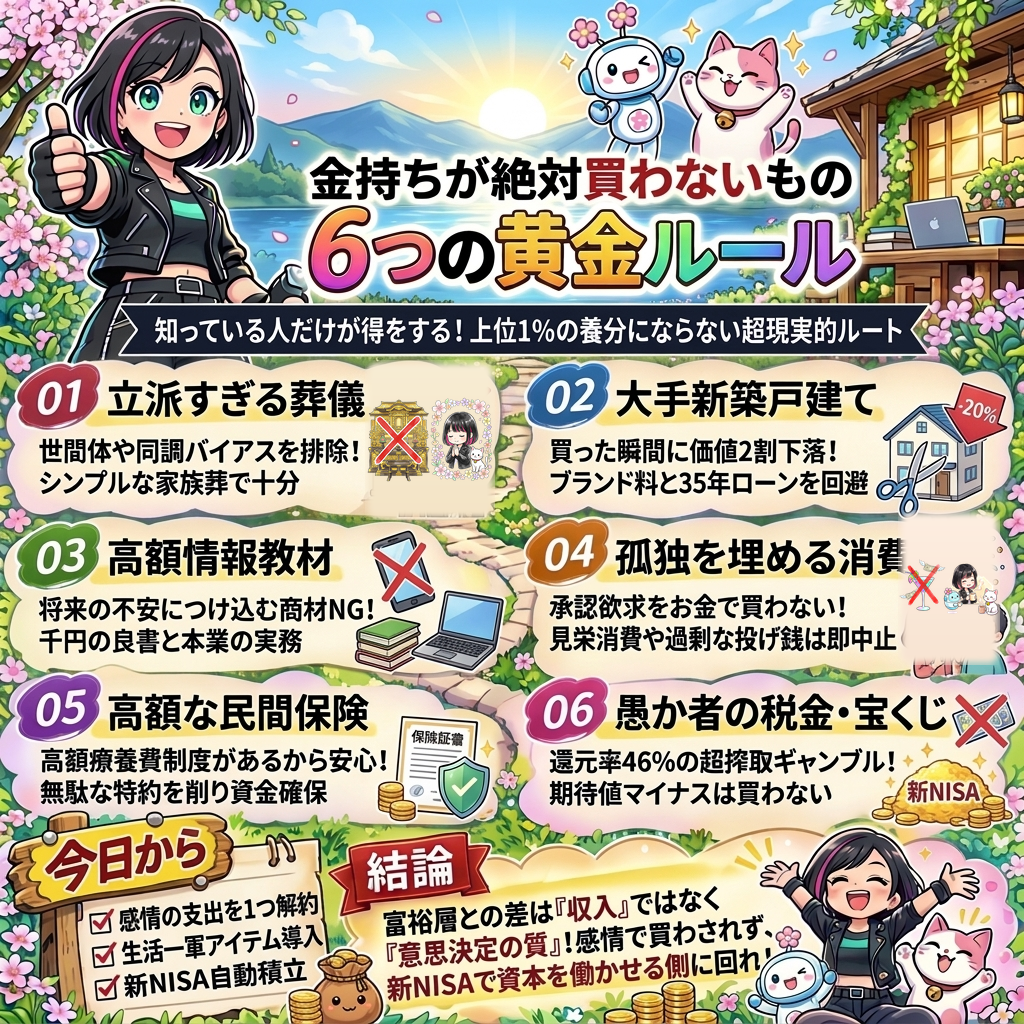 金持ちが絶対買わないもの
6つの黄金ルール
知っている人だけが得をする！上位1%の養分にならない超現実的ルート
01 立派すぎる葬儀
世間体や同調バイアスを排除！
シンプルな家族葬で十分
02 大手新築戸建て
-20%
買った瞬間に価値2割下落！
ブランド料と35年ローンを回避
03 高額情報教材
将来の不安につけ込む商材NG！
千円の良書と本業の実務
04 孤独を埋める消費
承認欲求をお金で買わない！
見栄消費や過剰な投げ銭は即中止
05 高額な民間保険
高額療養費制度があるから安心！
無駄な特約を削り資金確保
06 愚か者の税金・宝くじ
還元率46%の超搾取ギャンブル！
期待値マイナスは買わない
新NISA
今日から
感情の支出を1つ解約
生活一軍アイテム導入
新NISA自動積立
結論
富裕層との差は『収入』ではなく
『意思決定の質』！感情で買わされず、
新NISAで資本を働かせる側に回れ！